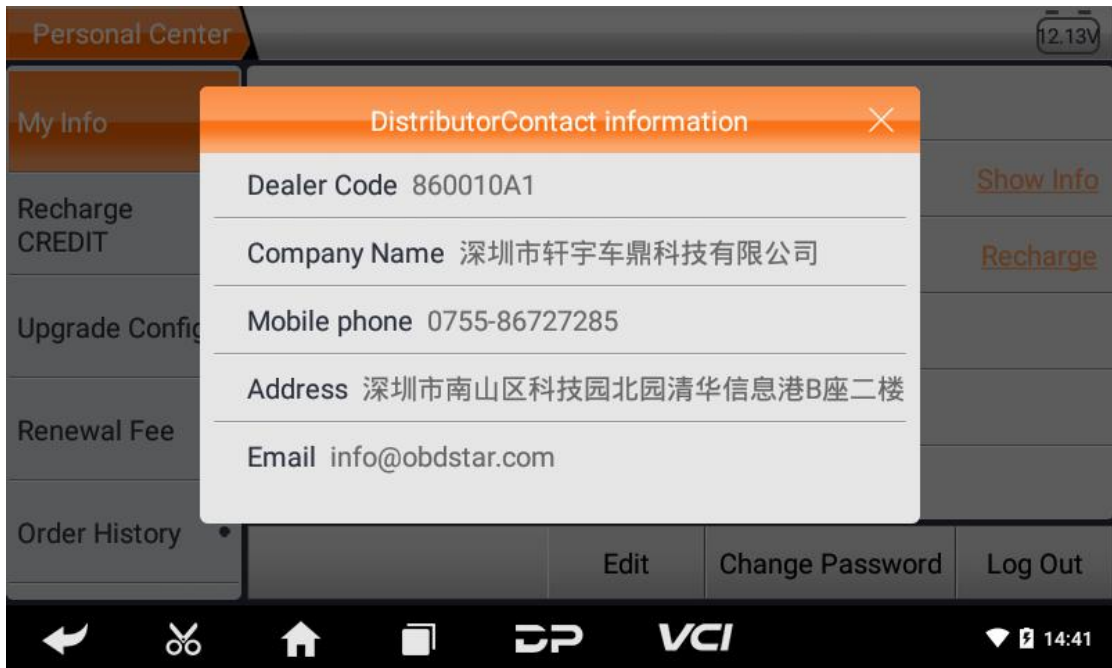 Personal Center
12.13V
My Info
Recharge
CREDIT
Upgrade Config
Renewal Fee
Order History
DistributorContact information
Dealer Code 860010A1
Company Name 深圳市轩宇车鼎科技有限公司
Mobile phone 0755-86727285
Address 深圳市南山区科技园北园清华信息港B座二楼
Email info@obdstar.com
Show Info
Recharge
Edit
Change Password
Log Out
DP
VCI
14:41